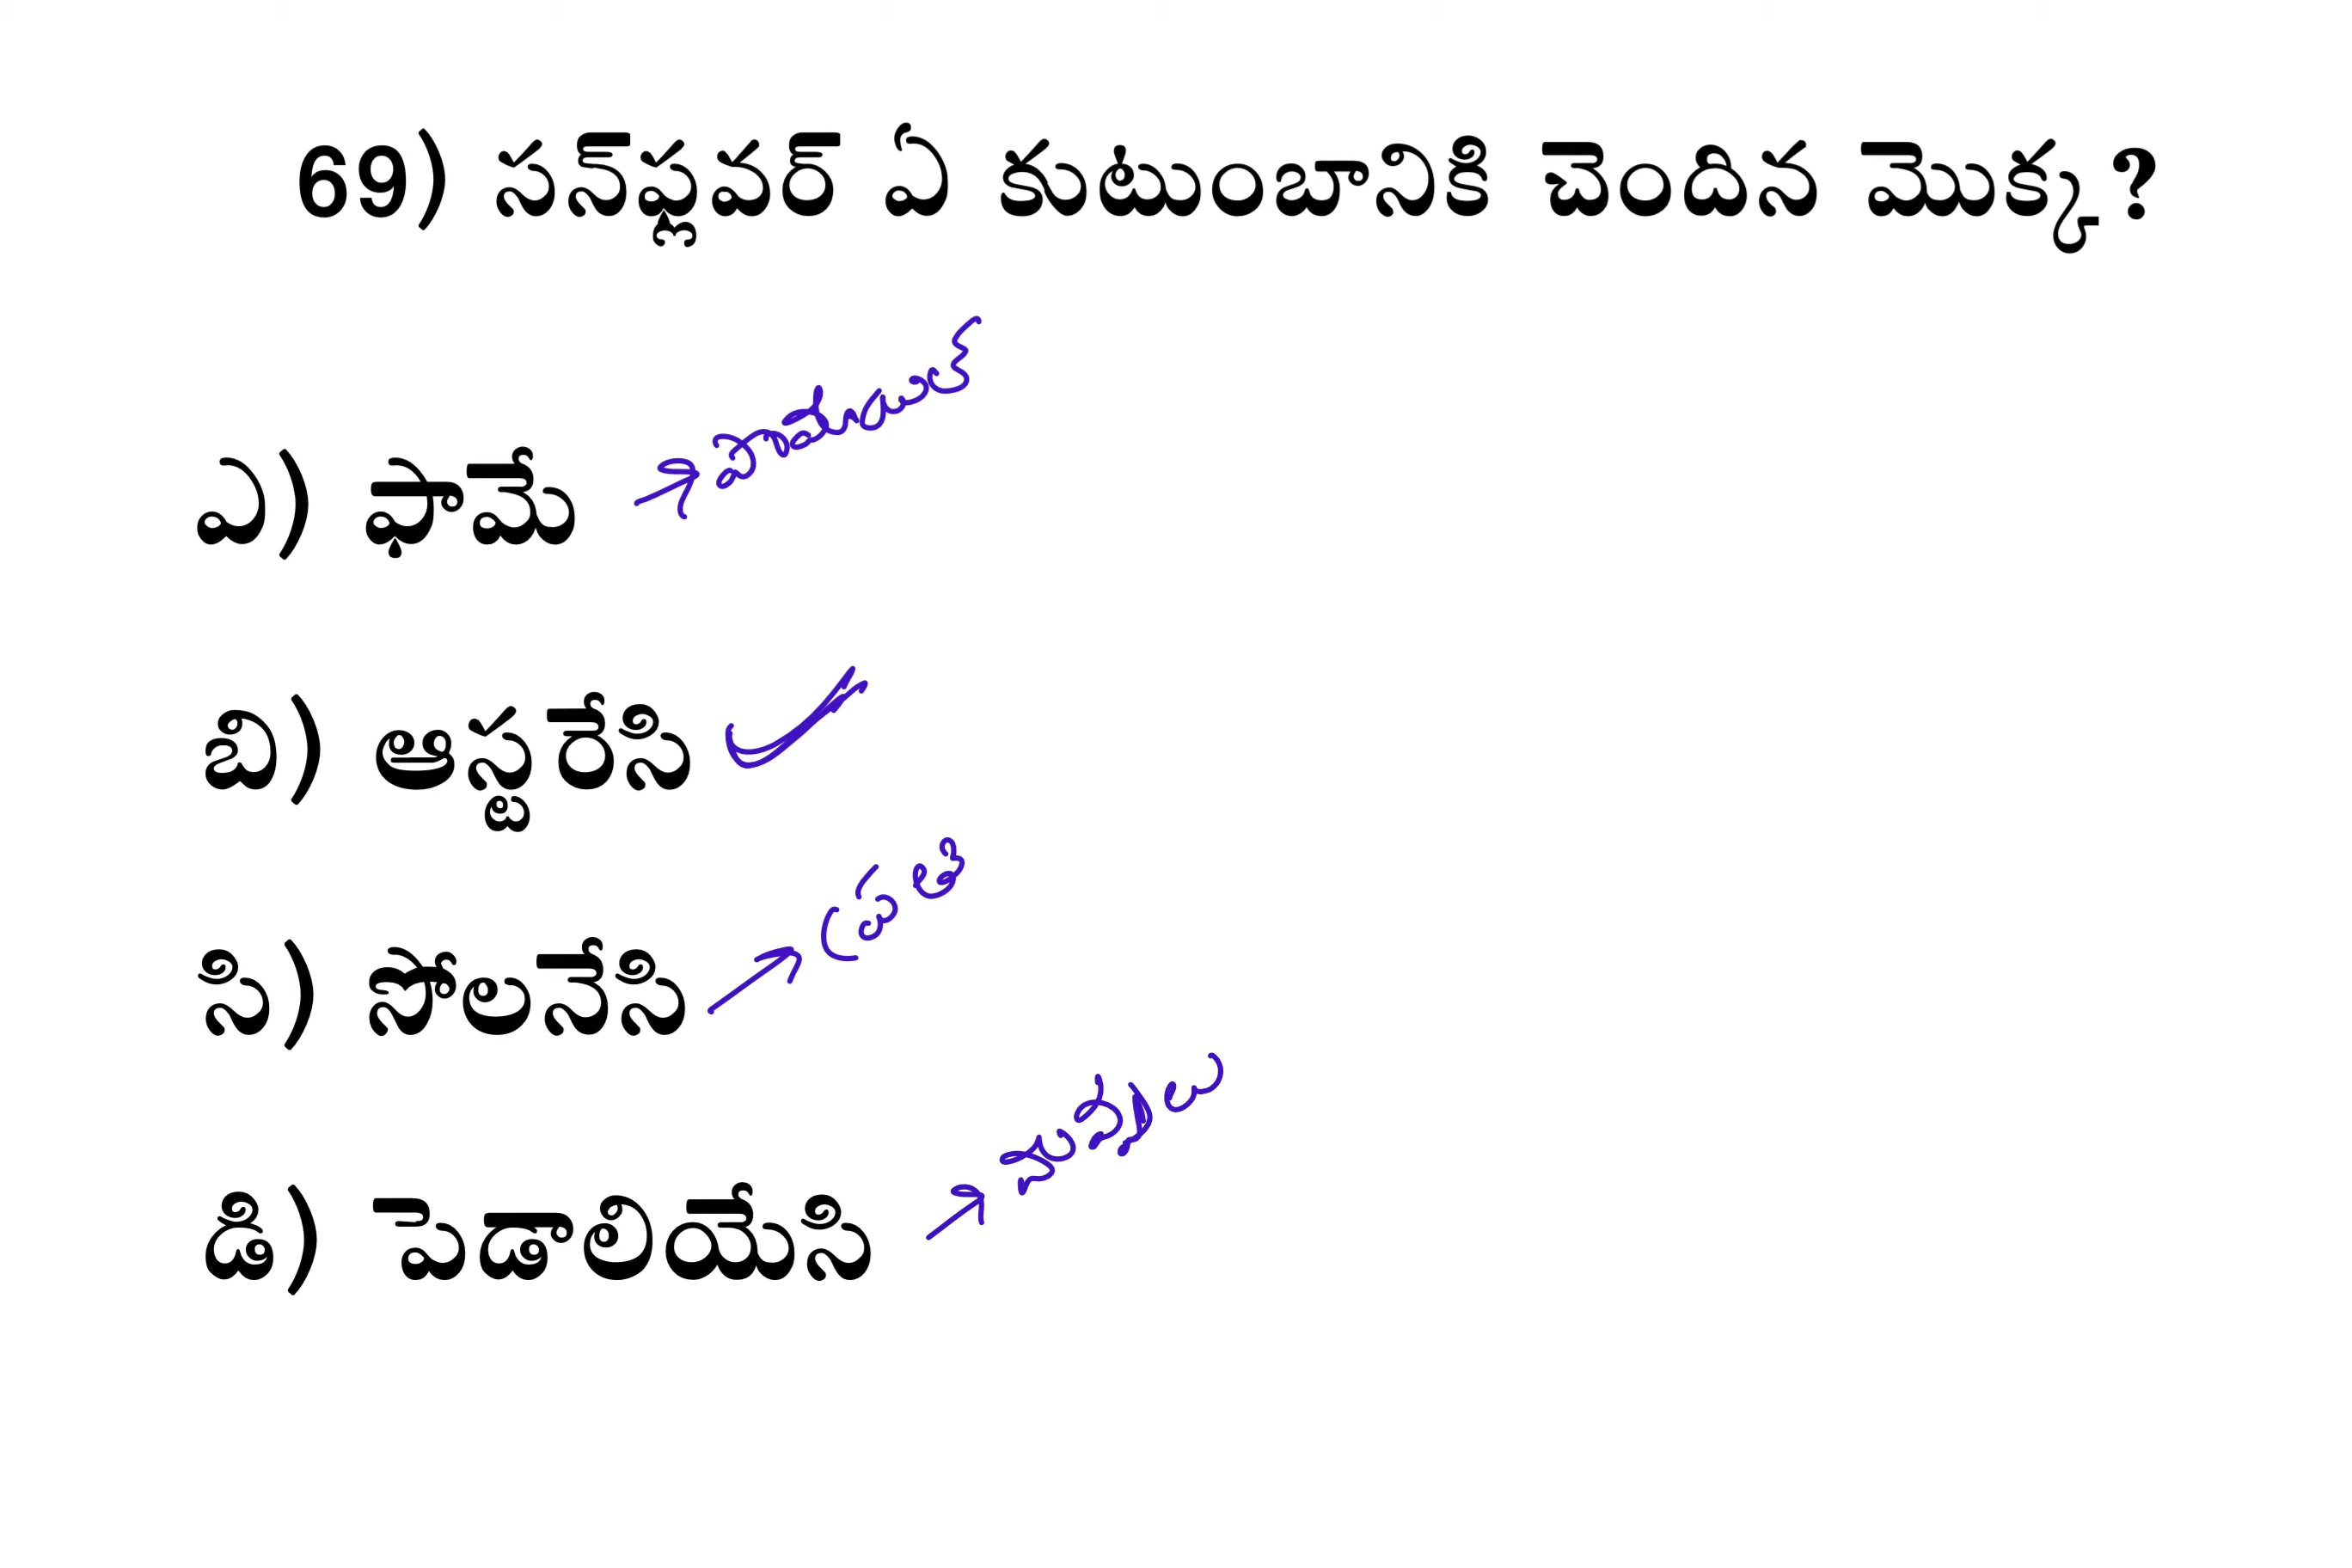 69) సన్‌ఫ్లవర్ ఏ కుటుంబానికి చెందిన మొక్క ?
ఎ) ఫామే → పామాయిల్
బి) ఆస్టరేసి
సి) సోలనేసి → ప్రతి
డి) పెడాలియేసి → నువ్వులు